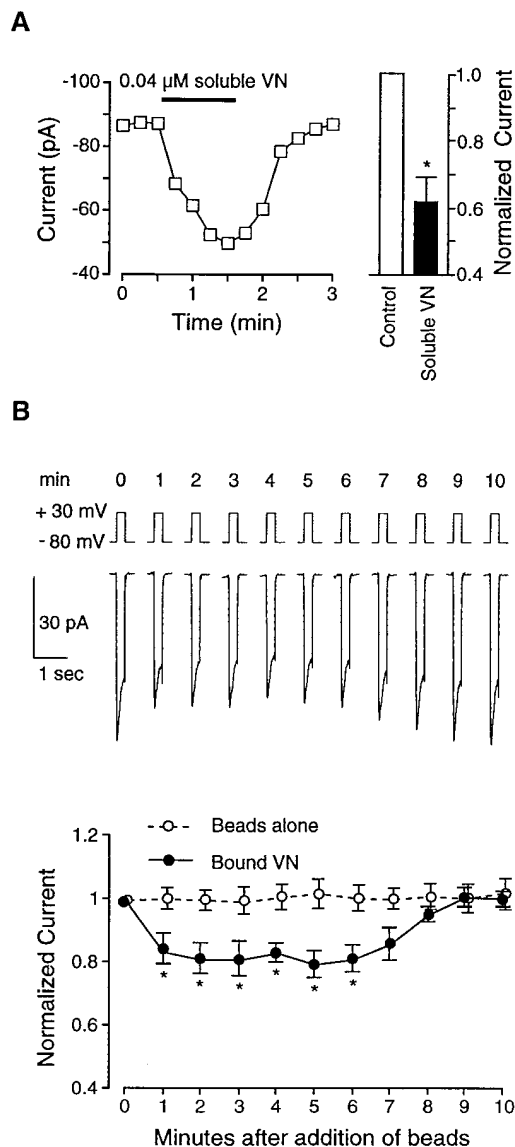 A
0.04 µM soluble VN
-100
-80
-60
-40
Current (pA)
0 1 2 3
Time (min)
1.0
0.8
0.6
0.4
Normalized Current
*
Control
Soluble VN
B
min 0 1 2 3 4 5 6 7 8 9 10
+ 30 mV
- 80 mV
30 pA
1 sec
Beads alone
Bound VN
1.2
1
0.8
0.6
0.4
Normalized Current
* * * * * *
0 1 2 3 4 5 6 7 8 9 10
Minutes after addition of beads